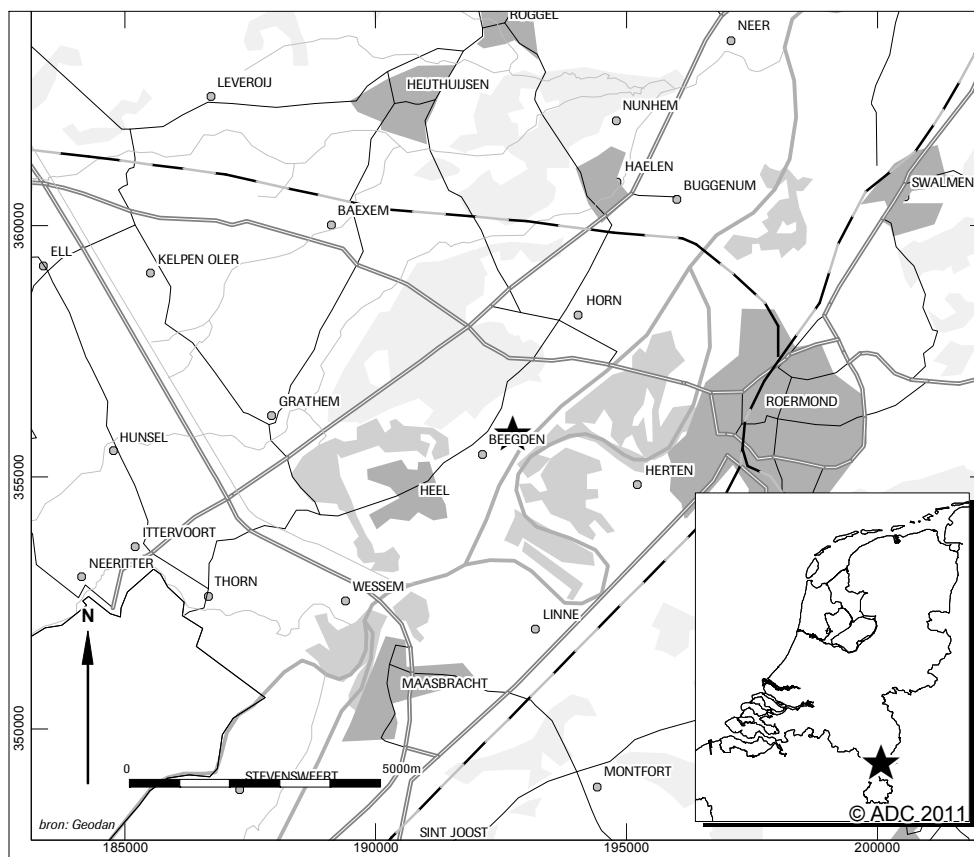 ROGGEL
NEER
LEVEROIJ
HEIJTHUIJSEN
NUNHEM
HAELEN
BUGGENUM
SWALMEN
BAEXEM
360000
ELL
KELPEN OLER
HORN
GRATHEM
ROERMOND
HUNSEL
BEEGDEN
HERTEN
355000
HEEL
ITTERVOORT
NEERITTER
THORN
WESSEM
N
LINNE
MAASBRACHT
350000
0
5000m
STEVENSWEERT
MONTFORT
bron: Geodan
SINT JOOST
© ADC 2011
185000
190000
195000
200000